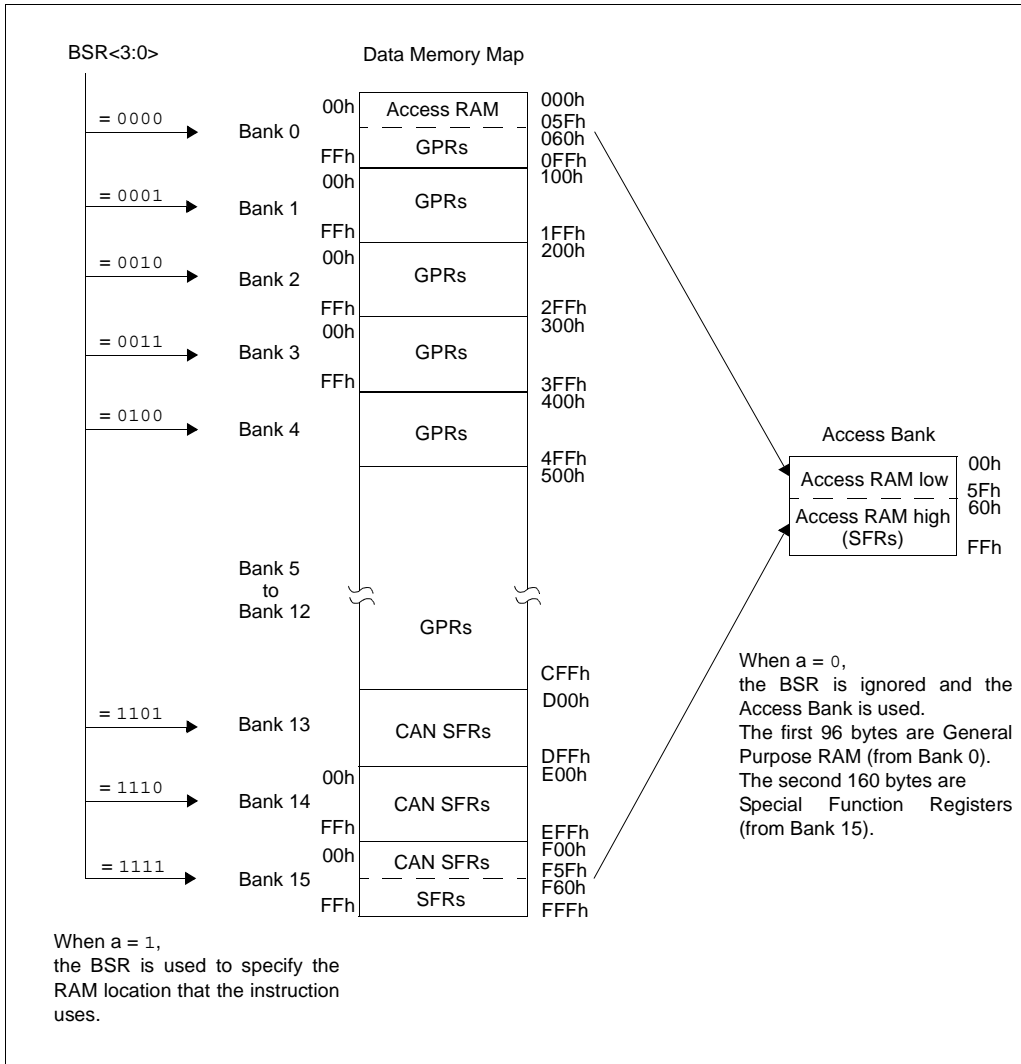 BSR<3:0>
Data Memory Map
= 0000
Bank 0
00h
Access RAM
000h
05Fh
060h
FFh
GPRs
0FFh
= 0001
Bank 1
00h
GPRs
100h
FFh
1FFh
= 0010
Bank 2
00h
GPRs
200h
FFh
2FFh
= 0011
Bank 3
00h
GPRs
300h
FFh
3FFh
= 0100
Bank 4
GPRs
400h
4FFh
500h
Bank 5
to
Bank 12
GPRs
CFFh
= 1101
Bank 13
CAN SFRs
D00h
DFFh
= 1110
Bank 14
00h
CAN SFRs
E00h
FFh
EFFh
= 1111
Bank 15
00h
CAN SFRs
F00h
F5Fh
F60h
FFh
SFRs
FFFh
Access Bank
Access RAM low
00h
5Fh
60h
Access RAM high
(SFRs)
FFh
When a = 0,
the BSR is ignored and the
Access Bank is used.
The first 96 bytes are General
Purpose RAM (from Bank 0).
The second 160 bytes are
Special Function Registers
(from Bank 15).
When a = 1,
the BSR is used to specify the
RAM location that the instruction
uses.